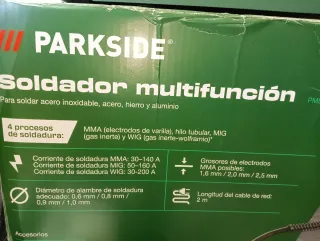 PARKSIDE®
Soldador multifunción
Para soldar acero inoxidable, acero, hierro y aluminio
4 procesos
de soldadura:
MMA (electrodos de varilla), hilo tubular, MIG
(gas inerte) y WIG (gas inerte-wolframio)*
Corriente de soldadura MMA: 30–140 A
Corriente de soldadura MIG: 50–160 A
Corriente de soldadura WIG: 30-200 A
Grosores de electrodos
MMA posibles:
1,6 mm / 2,0 mm / 2,5 mm
Diámetro de alambre de soldadura
adecuado: 0,6 mm / 0,8 mm /
0,9 mm / 1,0 mm
Longitud del cable de red:
2 m
Accesorios